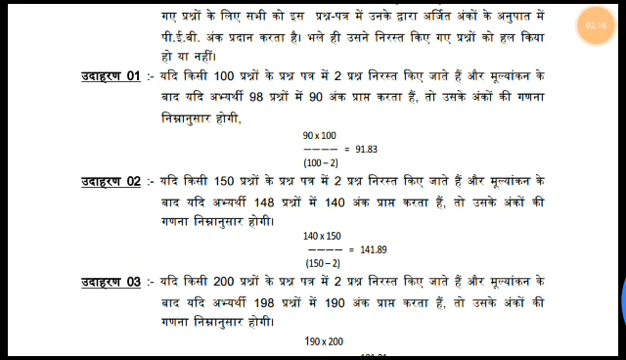 गए प्रश्नों के लिए सभी को इस प्रश्न-पत्र में उनके द्वारा अर्जित अंकों के अनुपात में
पी.ई.बी. अंक प्रदान करता है। भले ही उसने निरस्त किए गए प्रश्नों को हल किया
हो या नहीं।
02:16
उदाहरण 01 :- यदि किसी 100 प्रश्नों के प्रश्न पत्र में 2 प्रश्न निरस्त किए जाते हैं और मूल्यांकन के
बाद यदि अभ्यर्थी 98 प्रश्नों में 90 अंक प्राप्त करता हैं, तो उसके अंकों की गणना
निम्नानुसार होगी,
90 x 100
———— = 91.83
(100 – 2)
उदाहरण 02 :- यदि किसी 150 प्रश्नों के प्रश्न पत्र में 2 प्रश्न निरस्त किए जाते हैं और मूल्यांकन के
बाद यदि अभ्यर्थी 148 प्रश्नों में 140 अंक प्राप्त करता हैं, तो उसके अंकों की
गणना निम्नानुसार होगी।
140 x 150
———— = 141.89
(150 – 2)
उदाहरण 03 :- यदि किसी 200 प्रश्नों के प्रश्न पत्र में 2 प्रश्न निरस्त किए जाते हैं और मूल्यांकन के
बाद यदि अभ्यर्थी 198 प्रश्नों में 190 अंक प्राप्त करता हैं, तो उसके अंकों की
गणना निम्नानुसार होगी।
190 x 200